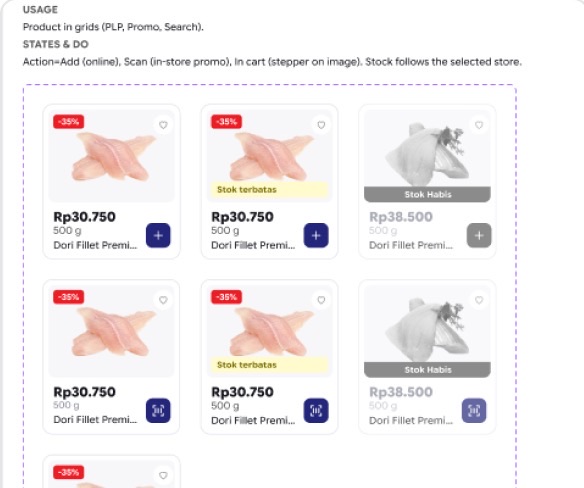 USAGE
Product in grids (PLP, Promo, Search).
STATES & DO
Action=Add (online), Scan (in-store promo), In cart (stepper on image). Stock follows the selected store.
-35%
-35%
Stok terbatas
Stok Habis
Rp30.750
Rp30.750
Rp38.500
500 g
500 g
500 g
Dori Fillet Premi...
Dori Fillet Premi...
Dori Fillet Premi...
-35%
-35%
Stok terbatas
Stok Habis
Rp30.750
Rp30.750
Rp38.500
500 g
500 g
500 g
Dori Fillet Premi...
Dori Fillet Premi...
Dori Fillet Premi...
-35%